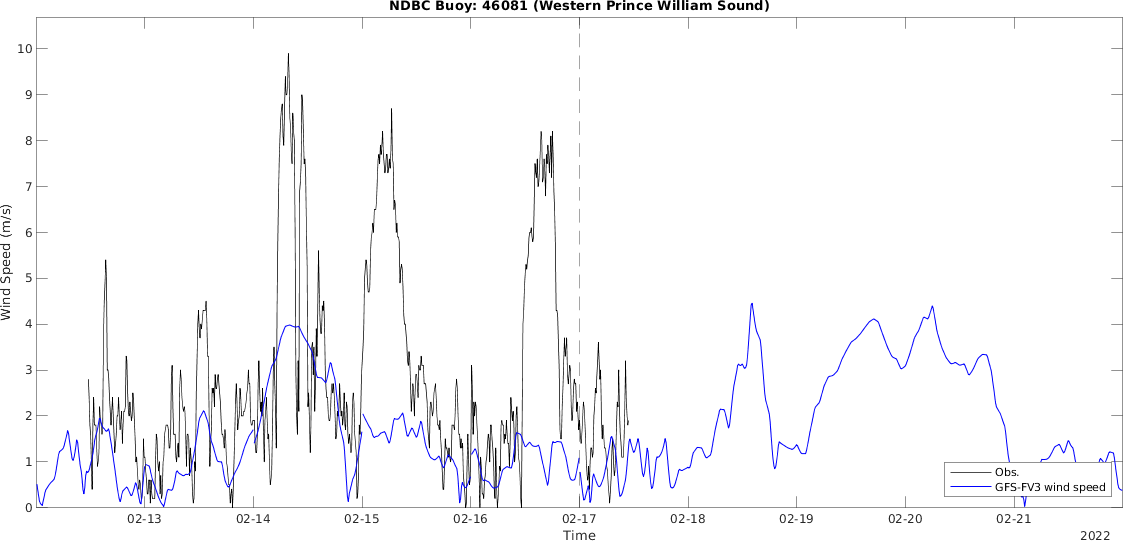 NDBC Buoy: 46081 (Western Prince William Sound)
10
9
8
7
6
5
4
3
2
1
0
Wind Speed (m/s)
Obs.
GFS-FV3 wind speed
02-13 02-14 02-15 02-16 02-17 02-18 02-19 02-20 02-21
Time
2022